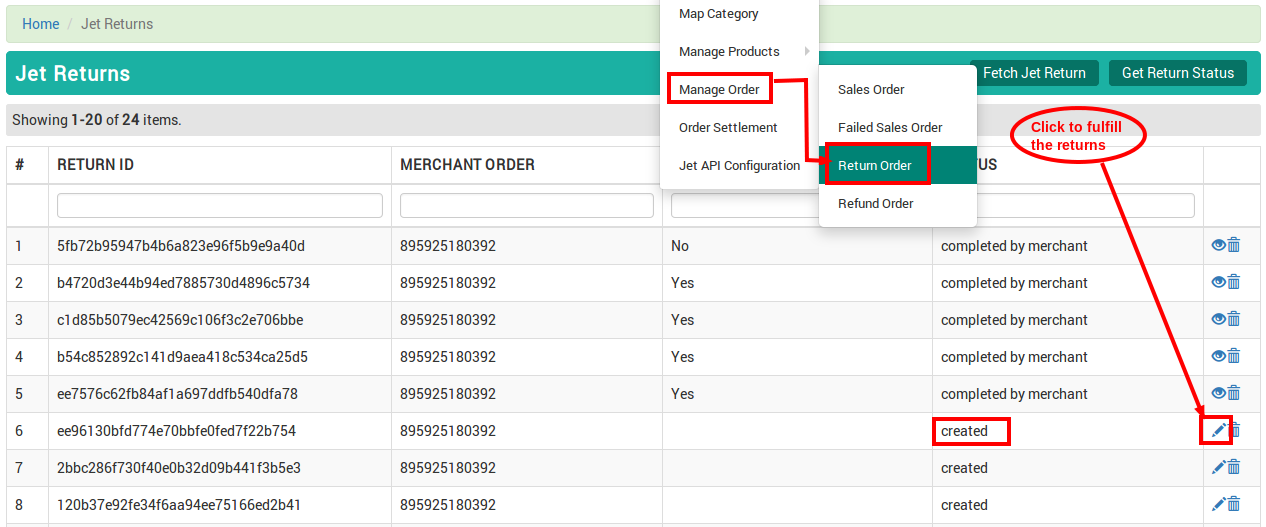 Home / Jet Returns
Map Category
Manage Products
Manage Order
Order Settlement
Jet API Configuration
Sales Order
Failed Sales Order
Return Order
Refund Order
Jet Returns
Fetch Jet Return
Get Return Status
Showing 1-20 of 24 items.
Click to fulfill
the returns
# RETURN ID MERCHANT ORDER
1 5fb72b95947b4b6a823e96f5b9e9a40d 895925180392 No completed by merchant
2 b4720d3e44b94ed7885730d4896c5734 895925180392 Yes completed by merchant
3 c1d85b5079ec42569c106f3c2e706bbe 895925180392 Yes completed by merchant
4 b54c852892c141d9aea418c534ca25d5 895925180392 Yes completed by merchant
5 ee7576c62fb84af1a697ddfb540dfa78 895925180392 Yes completed by merchant
6 ee96130bfd774e70bbfe0fed7f22b754 895925180392 created
7 2bbc286f730f40e0b32d09b441f3b5e3 895925180392 created
8 120b37e92fe34f6aa94ee75166ed2b41 895925180392 created